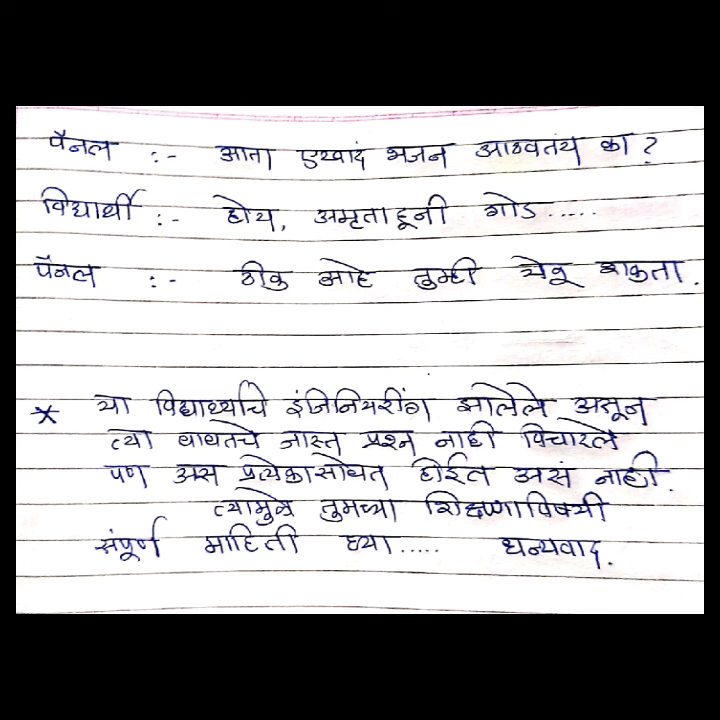 पॅनल :- आता एखादं भजन आठवतंय का ?
विद्यार्थी :- होय, अमृताहूनी गोड.....
पॅनल :- ठीक आहे तुम्ही येवू शकता.
* या विद्यार्थ्याचे इंजिनियरींग झालेले असून
त्या बाबतचे जास्त प्रश्न नाही विचारले
पण असं प्रत्येकासोबत होईल असं नाही.
त्यामुळे तुमच्या शिक्षणाविषयी
संपूर्ण माहिती घ्या..... धन्यवाद.